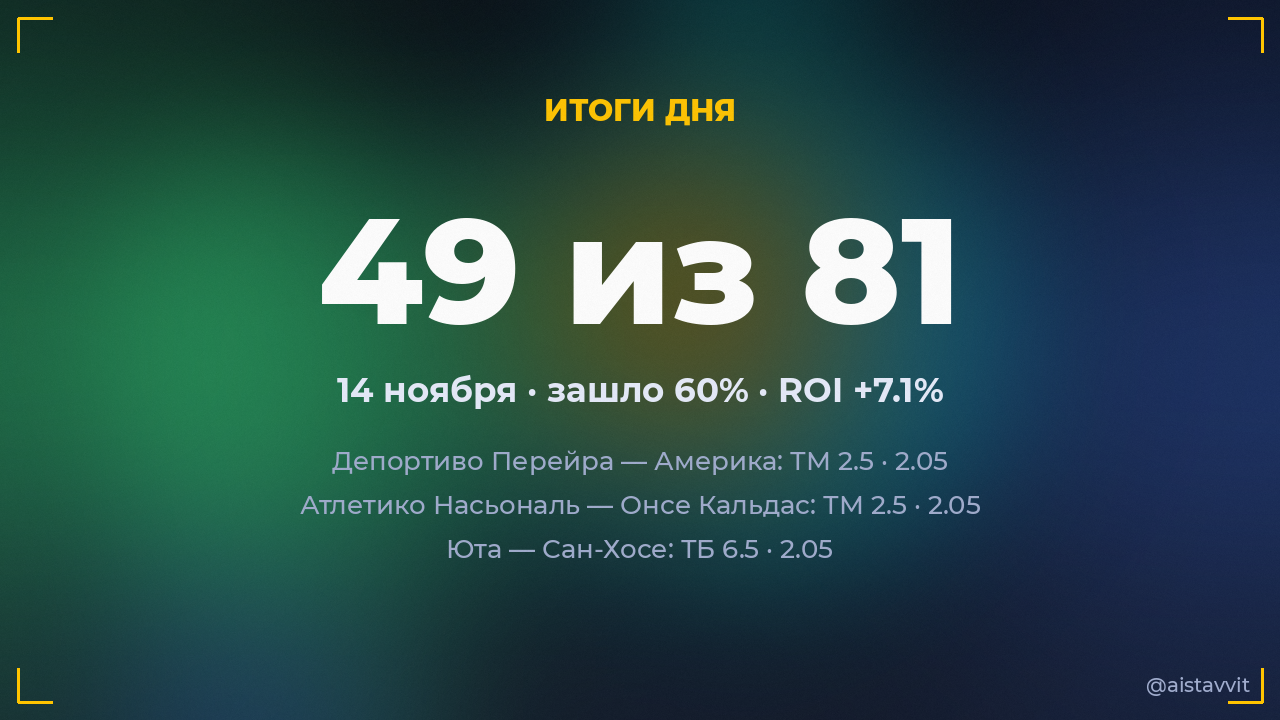 ИТОГИ ДНЯ
49 из 81
14 ноября · зашло 60% · ROI +7.1%
Депортиво Перейра — Америка: ТМ 2.5 · 2.05
Атлетико Насьональ — Онсе Кальдас: ТМ 2.5 · 2.05
Юта — Сан-Хосе: ТБ 6.5 · 2.05
@aistavvit